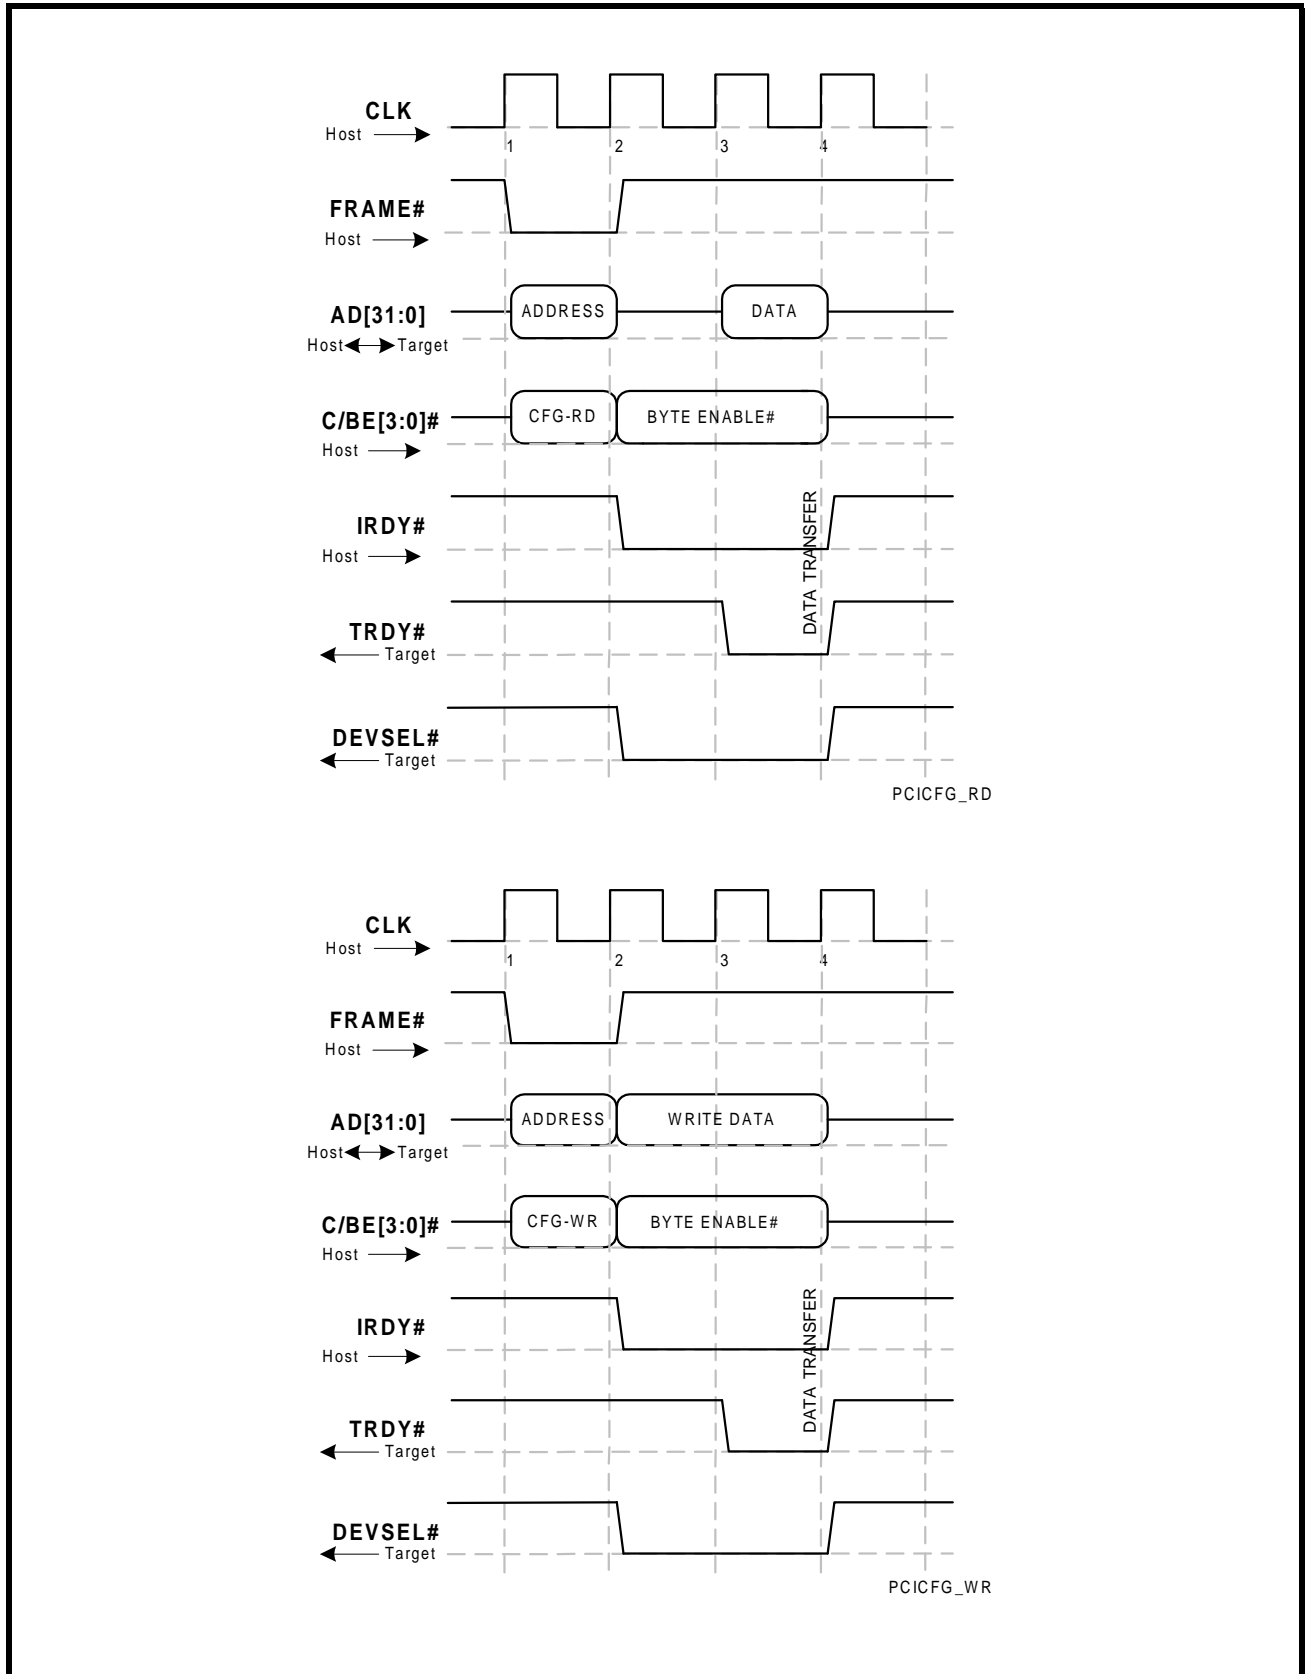 CLK
Host
1 2 3 4
FRAME#
Host
AD[31:0]
ADDRESS DATA
Host Target
C/BE[3:0]#
CFG-RD BYTE ENABLE#
Host
IRDY#
Host
DATA TRANSFER
TRDY#
Target
DEVSEL#
Target
PCICFG_RD
CLK
Host
1 2 3 4
FRAME#
Host
AD[31:0]
ADDRESS WRITE DATA
Host Target
C/BE[3:0]#
CFG-WR BYTE ENABLE#
Host
IRDY#
Host
DATA TRANSFER
TRDY#
Target
DEVSEL#
Target
PCICFG_WR